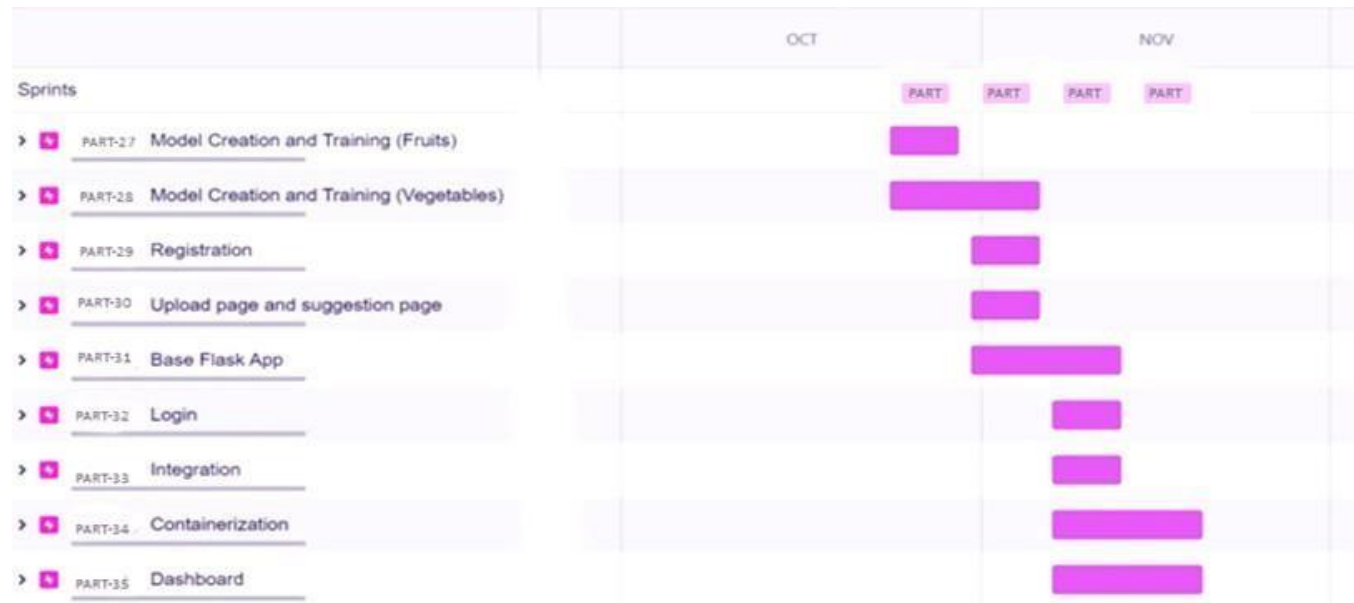 OCT NOV
Sprints PART PART PART PART
PART-27 Model Creation and Training (Fruits)
PART-28 Model Creation and Training (Vegetables)
PART-29 Registration
PART-30 Upload page and suggestion page
PART-31 Base Flask App
PART-32 Login
PART-33 Integration
PART-34 Containerization
PART-35 Dashboard